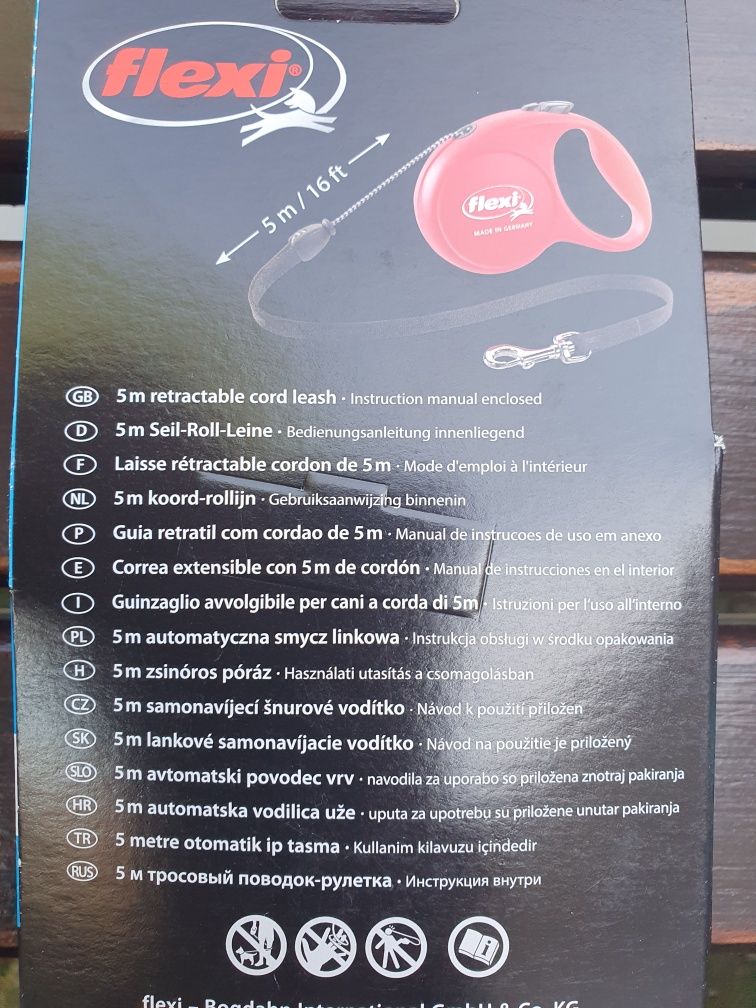 flexi®
5 m / 16 ft
flexi
MADE IN GERMANY
GB 5 m retractable cord leash · Instruction manual enclosed
D 5 m Seil-Roll-Leine · Bedienungsanleitung innenliegend
F Laisse rétractable cordon de 5 m · Mode d'emploi à l'intérieur
NL 5 m koord-rollijn · Gebruiksaanwijzing binnenin
P Guia retratil com cordao de 5 m · Manual de instrucoes de uso em anexo
E Correa extensible con 5 m de cordón · Manual de instrucciones en el interior
I Guinzaglio avvolgibile per cani a corda di 5m · Istruzioni per l'uso all'interno
PL 5 m automatyczna smycz linkowa · Instrukcja obsługi w środku opakowania
H 5 m zsinóros póráz · Használati utasítás a csomagolásban
CZ 5 m samonavíjecí šnurové vodítko · Návod k použití přiložen
SK 5 m lankové samonavíjacie vodítko · Návod na použitie je priložený
SLO 5 m avtomatski povodec vrv · navodila za uporabo so priložena znotraj pakiranja
HR 5 m automatska vodilica uže · uputa za upotrebu su priložene unutar pakiranja
TR 5 metre otomatik ip tasma · Kullanim kilavuzu içindedir
RUS 5 м тросовый поводок-рулетка · Инструкция внутри
flexi – Bogdahn International GmbH & Co. KG